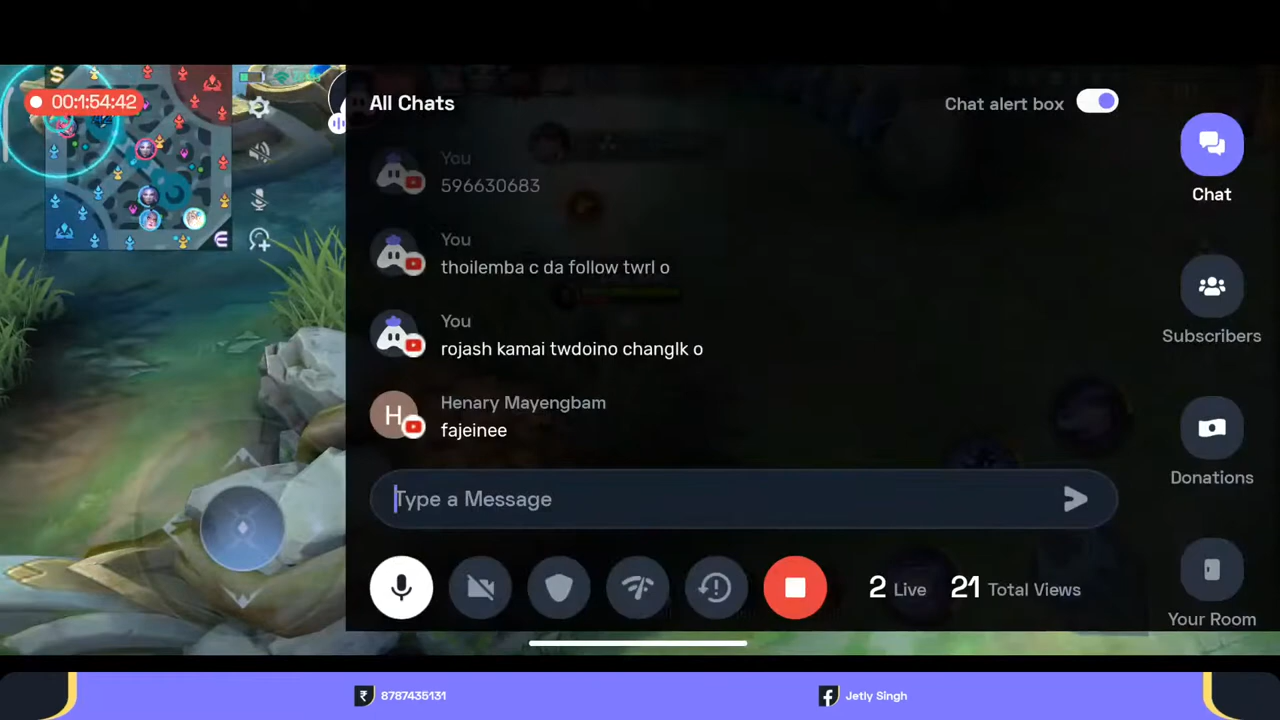 00:1:54:42
All Chats
Chat alert box
You
596630683
You
thoilemba c da follow twrl o
You
rojash kamai twdoino changlk o
H
Henary Mayengbam
fajeinee
Type a Message
2 Live 21 Total Views
Chat
Subscribers
Donations
Your Room
₹ 8787435131
Jetly Singh